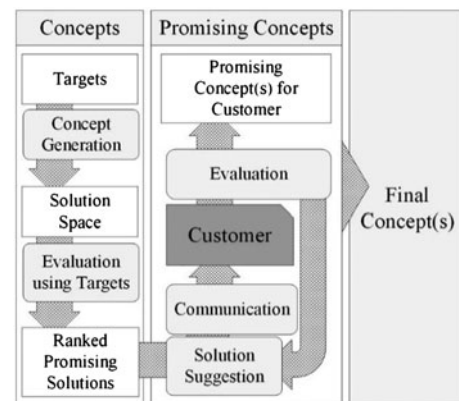 Concepts
Targets
Concept
Generation
Solution
Space
Evaluation
using Targets
Ranked
Promising
Solutions
Promising Concepts
Promising
Concept(s) for
Customer
Evaluation
Customer
Communication
Solution
Suggestion
Final
Concept(s)